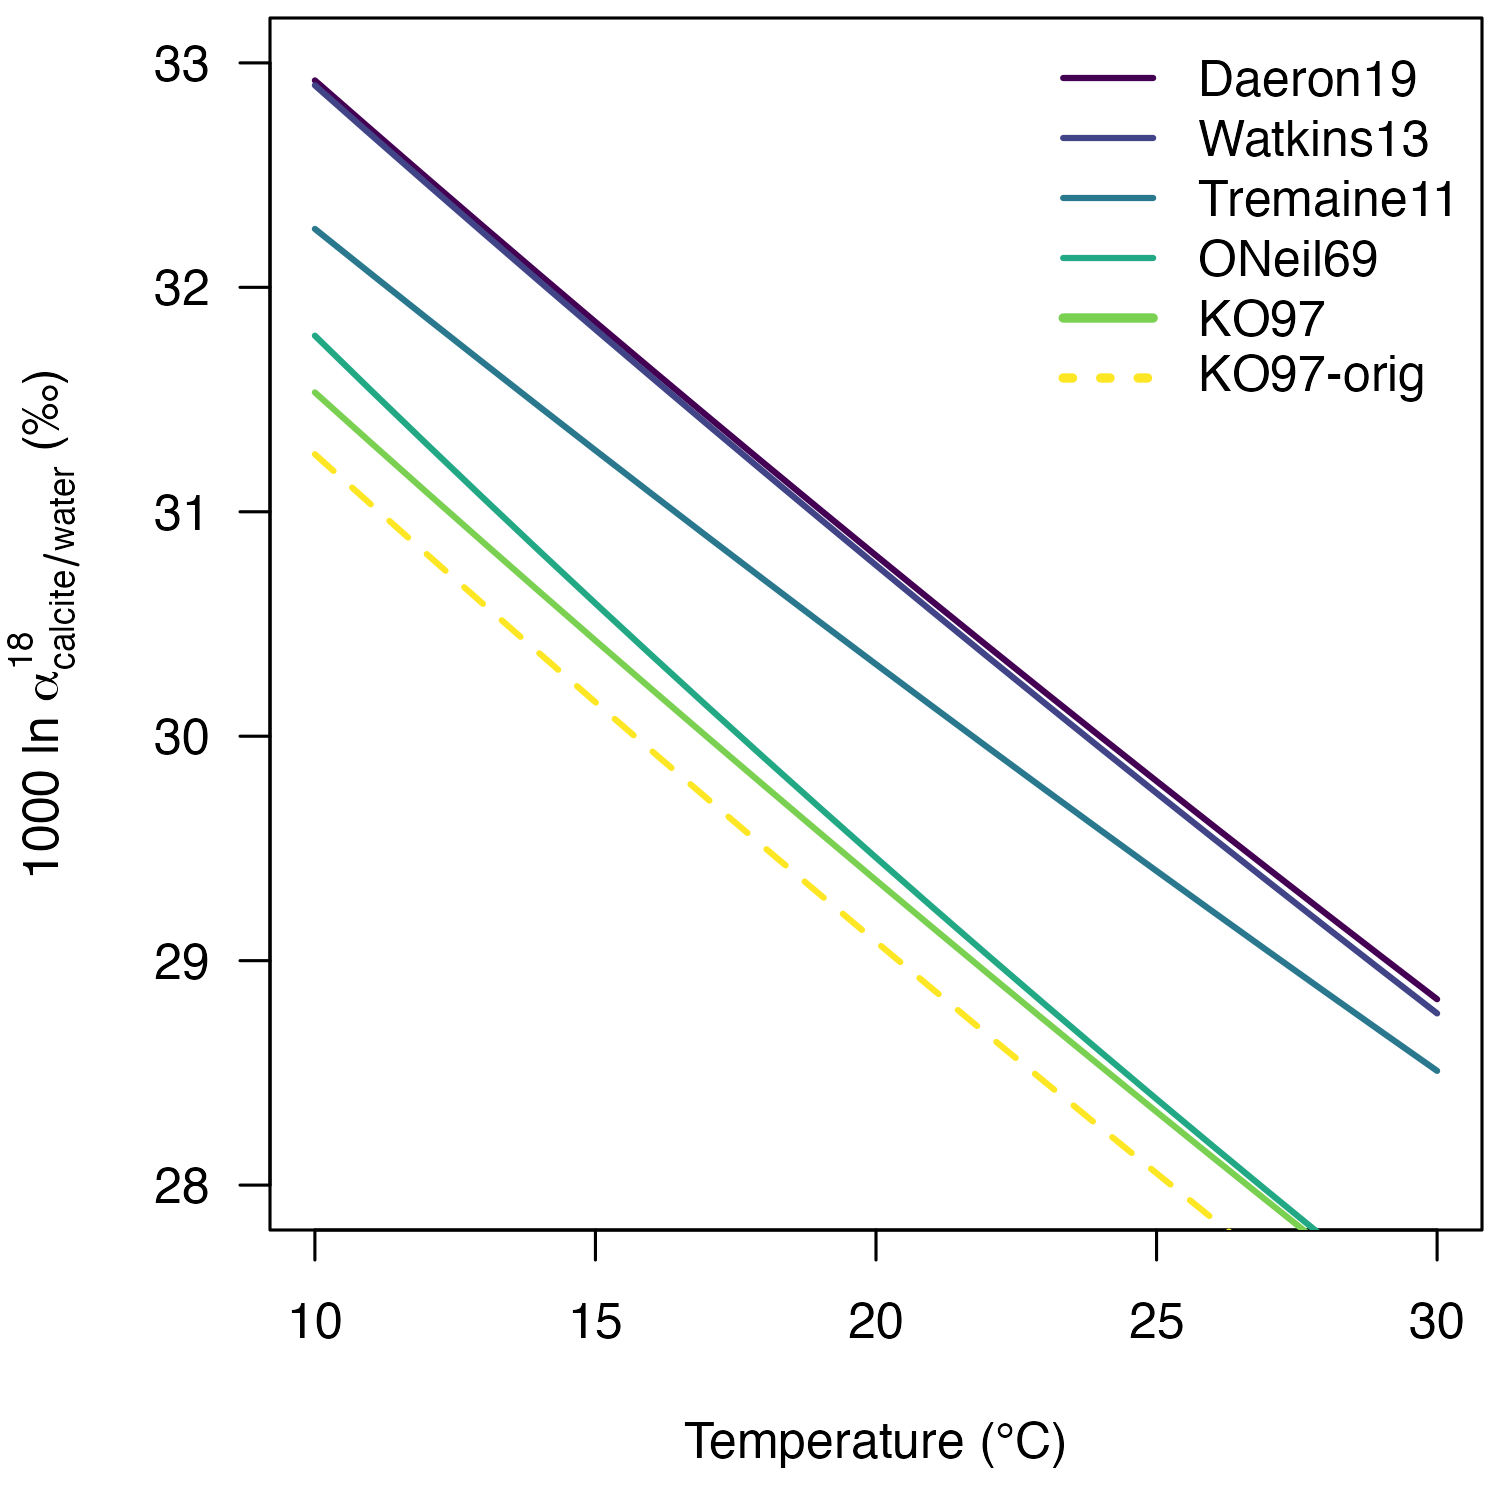 33
32
31
30
29
28
1000 ln α¹⁸calcite/water (‰)
Daeron19
Watkins13
Tremaine11
ONeil69
KO97
KO97-orig
10 15 20 25 30
Temperature (°C)